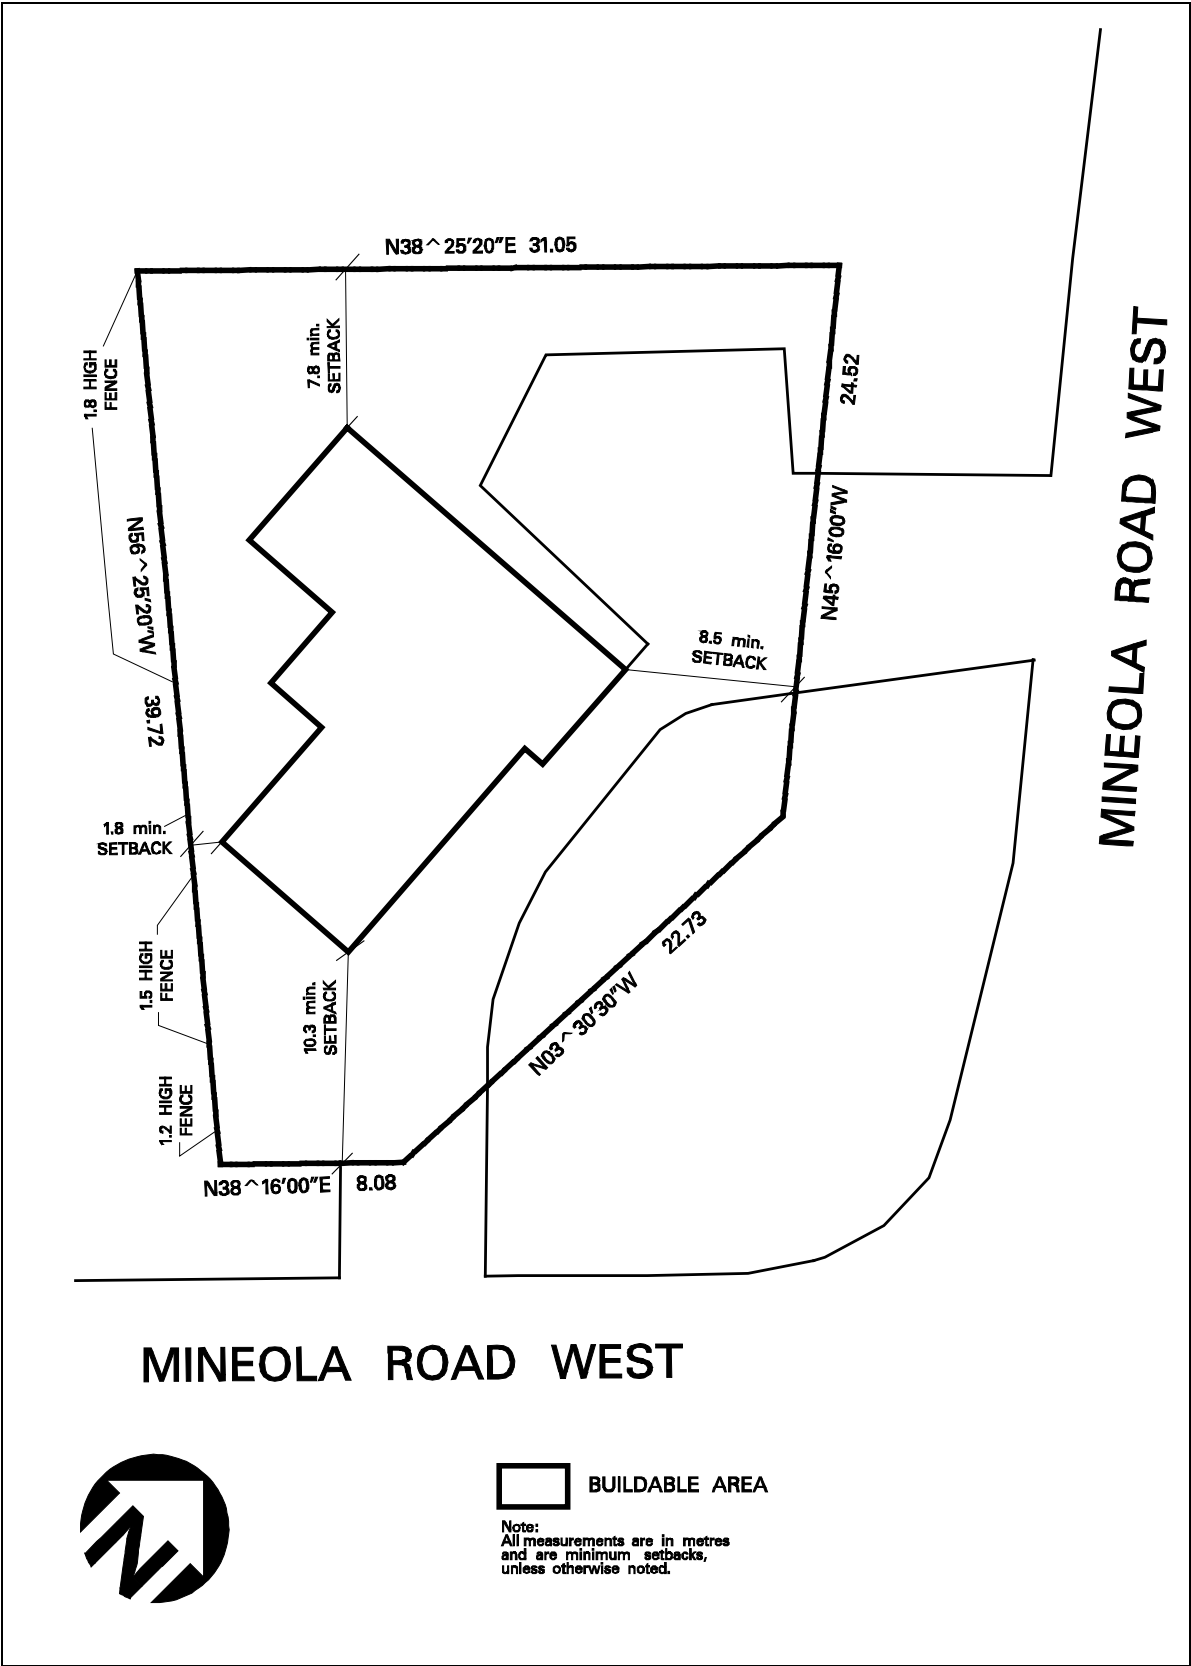 N38^25'20"E 31.05
7.8 min.
SETBACK
1.8 HIGH
FENCE
24.52
N45^16'00"W
MINEOLA ROAD WEST
N56^25'20"W
39.72
8.5 min.
SETBACK
1.8 min.
SETBACK
22.73
N03^30'30"W
1.5 HIGH
FENCE
10.3 min.
SETBACK
1.2 HIGH
FENCE
N38^16'00"E 8.08
MINEOLA ROAD WEST
N
BUILDABLE AREA
Note:
All measurements are in metres
and are minimum setbacks,
unless otherwise noted.